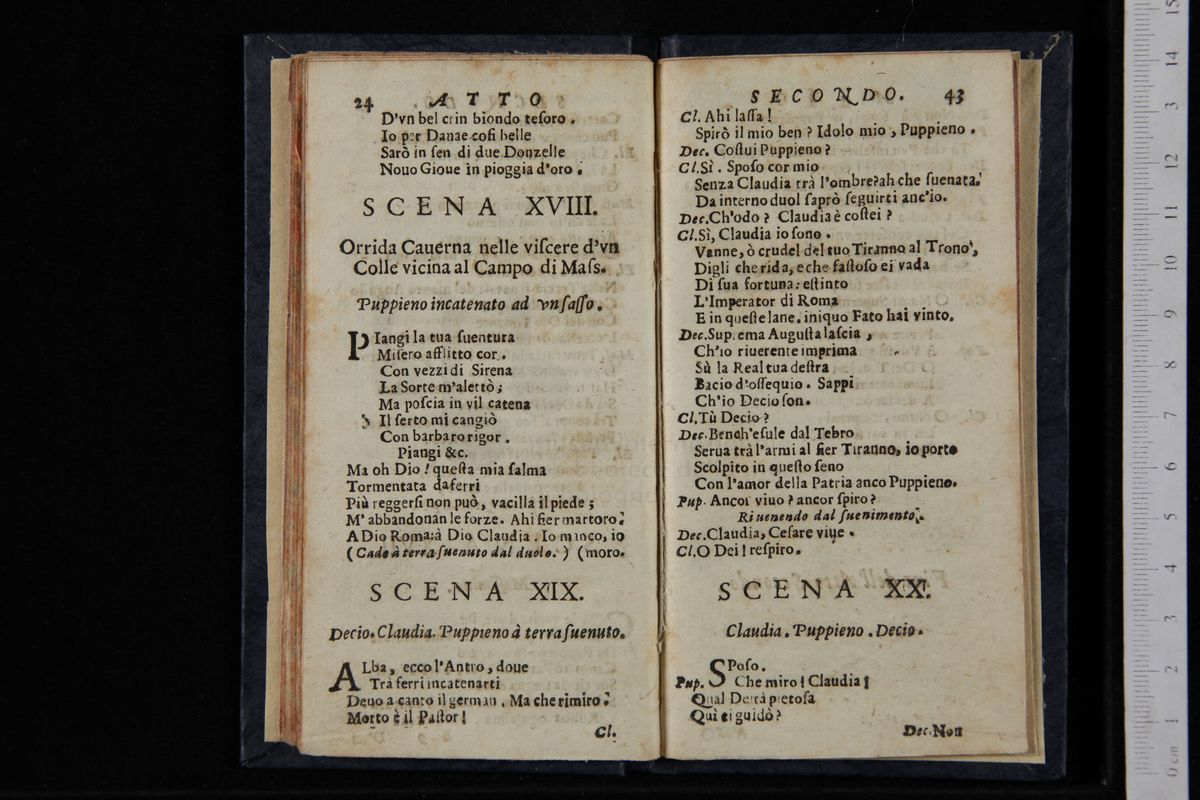 24 ATTO
D'vn bel crin biondo tesoro.
Io per Danae così belle
Sarò in sen di due Donzelle
Nouo Gioue in pioggia d'oro.
SCENA XVIII.
Orrida Cauerna nelle viscere d'vn
Colle vicina al Campo di Mass.
Puppieno incatenato ad vn sasso.
PIangi la tua suentura
Misero afflitto cor.
Con vezzi di Sirena
La Sorte m'alettò;
Ma poscia in vil catena
Il serto mi cangiò
Con barbaro rigor.
Piangi &c.
Ma oh Dio! questa mia salma
Tormentata da ferri
Più reggersi non può, vacilla il piede;
M'abbandonan le forze. Ahi fier martoro!
A Dio Roma: à Dio Claudia. Io manco, io
(Cade à terra suenuto dal duolo.) (moro.
SCENA XIX.
Decio. Claudia. Puppieno à terra suenuto.
ALba, ecco l'Antro, doue
Trà ferri incatenarti
Deuo a canto il german. Ma che rimiro!
Morto è il Pastor!
Cl.
SECONDO. 43
Cl. Ahi lassa!
Spirò il mio ben? Idolo mio, Puppieno.
Dec. Costui Puppieno?
Cl. Sì. Sposo cor mio
Senza Claudia trà l'ombre? ah che suenata
Da interno duol saprò seguirti anc'io.
Dec. Ch'odo? Claudia è costei?
Cl. Sì, Claudia io sono.
Vanne, ò crudel del tuo Tiranno al Trono,
Digli che rida, e che fastoso ei vada
Di sua fortuna: estinto
L'Imperator di Roma
E in queste lane. iniquo Fato hai vinto.
Dec. Sup.ema Augusta lascia,
Ch'io riuerente imprima
Sù la Real tua destra
Bacio d'ossequio. Sappi
Ch'io Decio son.
Cl. Tù Decio?
Dec. Bench'esule dal Tebro
Serua trà l'armi al fier Tiranno, io porto
Scolpito in questo seno
Con l'amor della Patria anco Puppieno.
Pup. Ancor viuo? ancor spiro?
Riuenendo dal suenimento.
Dec. Claudia, Cesare viue.
Cl. O Dei! respiro.
SCENA XX.
Claudia. Puppieno. Decio.
SPoso.
Pup. Che miro! Claudia!
Qual Deità pietosa
Quì ti guidò?
Dec. Non